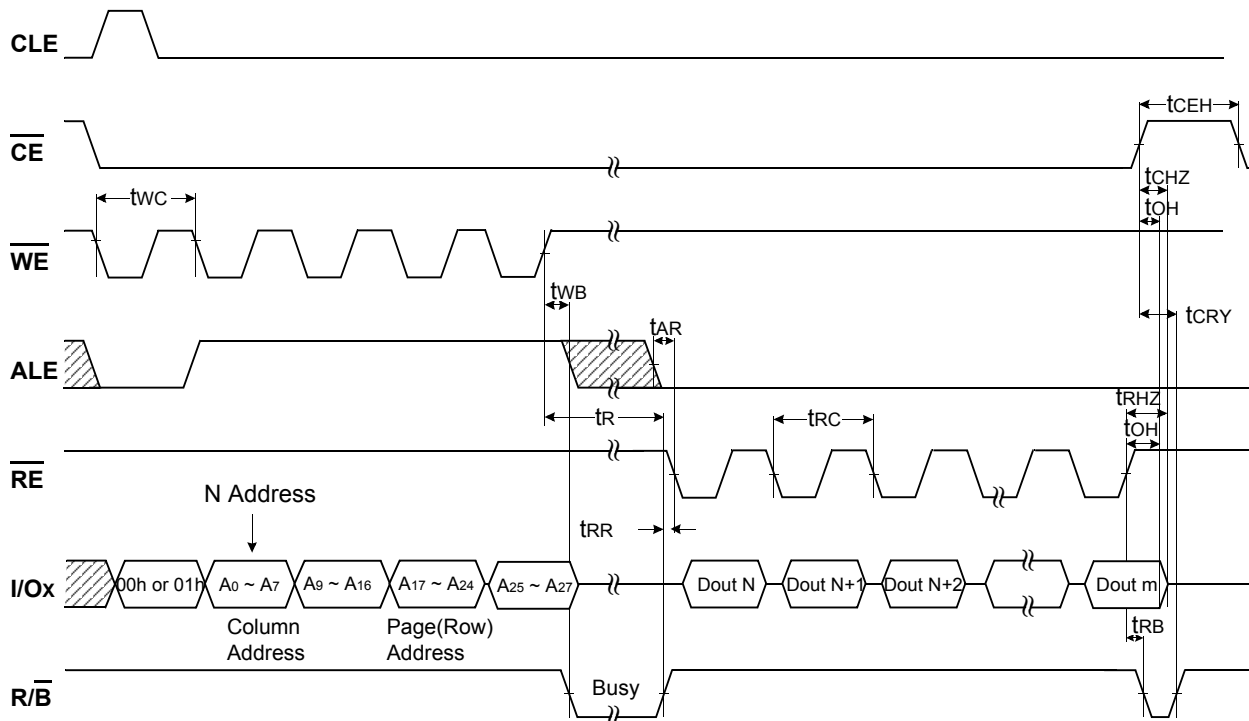 CLE
tCEH
CE
tCHZ
tWC
tOH
WE
tWB
tAR
tCRY
ALE
tR
tRC
tRHZ
tOH
RE
N Address
tRR
I/Ox
00h or 01h
A0 ~ A7
A9 ~ A16
A17 ~ A24
A25 ~ A27
Dout N
Dout N+1
Dout N+2
Dout m
Column
Address
Page(Row)
Address
tRB
R/B
Busy